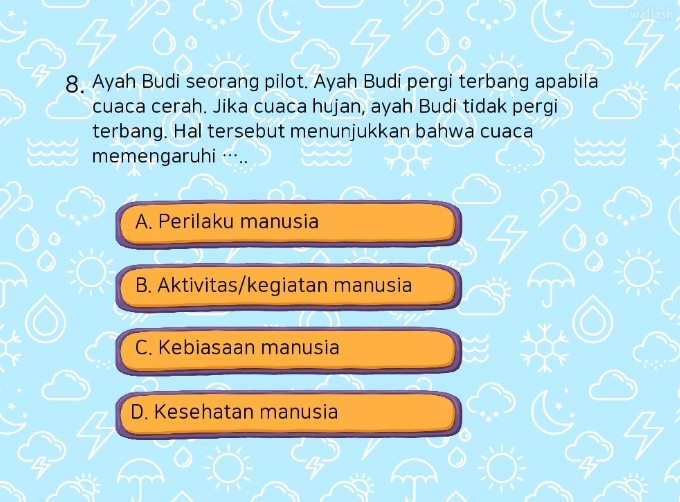 waflash
8. Ayah Budi seorang pilot. Ayah Budi pergi terbang apabila
cuaca cerah. Jika cuaca hujan, ayah Budi tidak pergi
terbang. Hal tersebut menunjukkan bahwa cuaca
memengaruhi .....
A. Perilaku manusia
B. Aktivitas/kegiatan manusia
C. Kebiasaan manusia
D. Kesehatan manusia